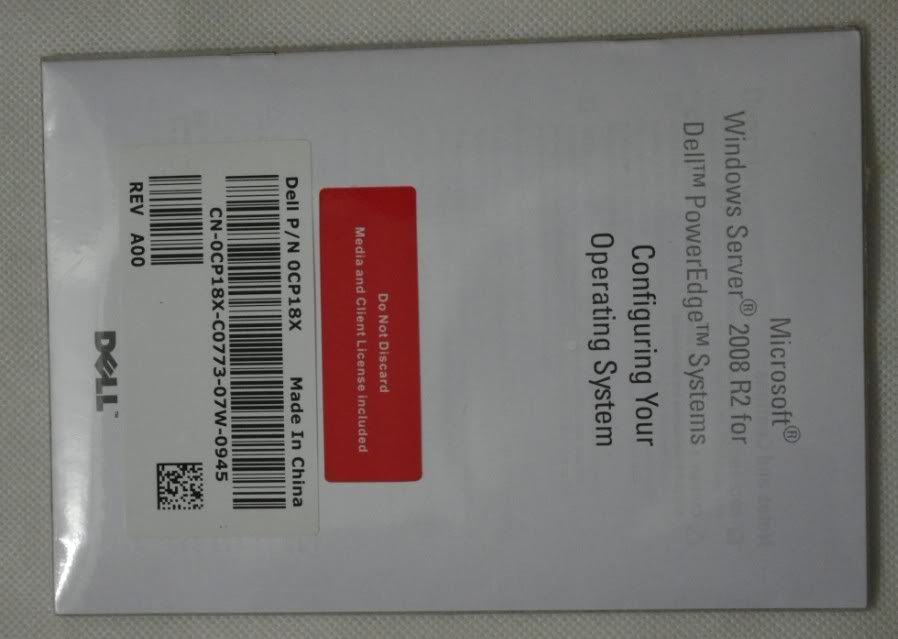 Microsoft®
Windows Server® 2008 R2 for
Dell™ PowerEdge™ Systems
Configuring Your
Operating System
Do Not Discard
Media and Client License included
Dell P/N 0CP18X Made In China
CN-0CP18X-C0773-07W-0945
REV A00
DELL™